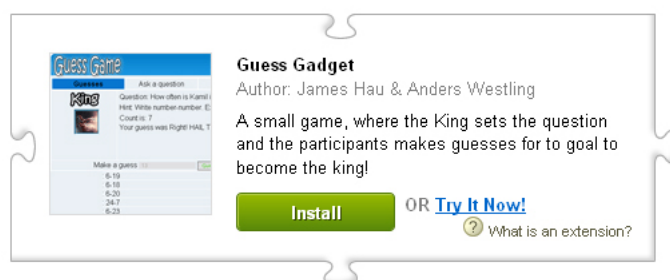 Guess Game
Guesses
Ask a question
King
Question: How often is Kamil
Hint: Write number-number E
Count is: 7
Your guess was Right! HAIL T
Make a guess
6-19
6-18
6-20
24-7
6-23
Guess Gadget
Author: James Hau & Anders Westling
A small game, where the King sets the question
and the participants makes guesses for to goal to
become the king!
Install
OR Try It Now!
What is an extension?